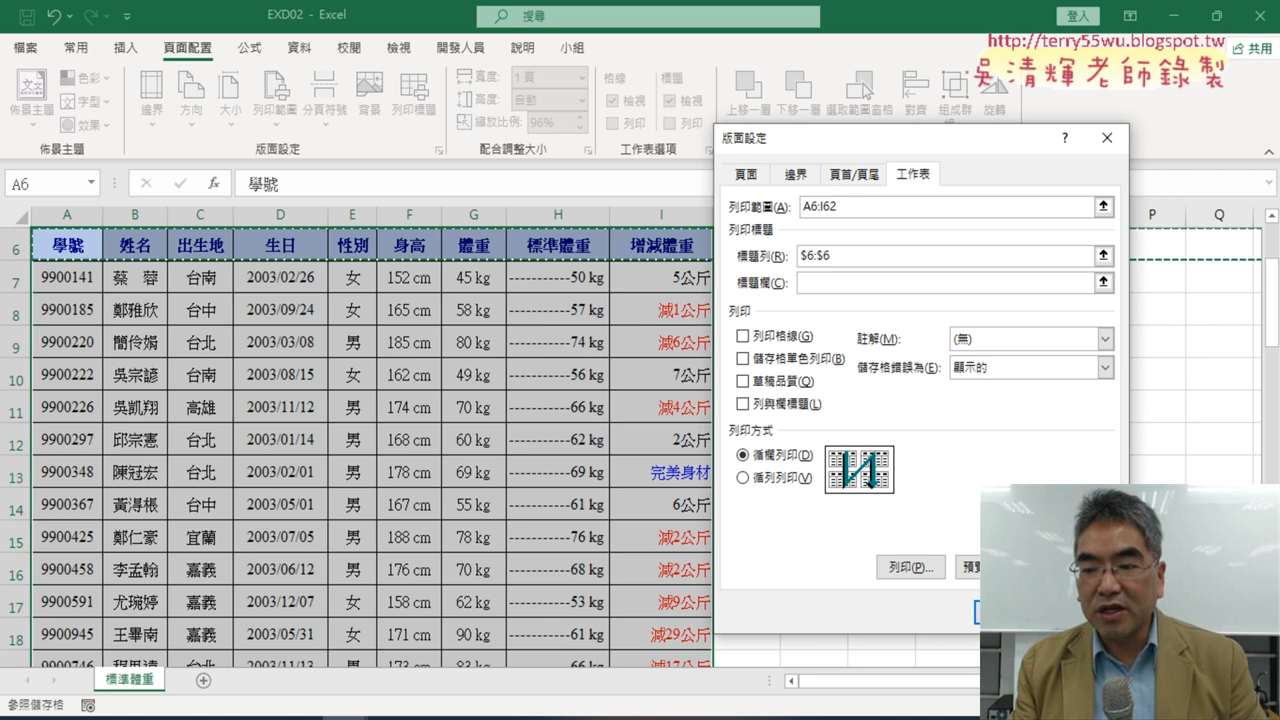 EXD02 - Excel
搜尋
登入
檔案 常用 插入 頁面配置 公式 資料 校閱 檢視 開發人員 說明 小組
http://terry55wu.blogspot.tw
共用
吳清輝老師錄製
佈景主題 色彩 字型 效果
邊界 方向 大小 列印範圍 分頁符號 背景 列印標題
寬度: 1 頁
高度: 自動
縮放比例: 96%
格線 標題
檢視 檢視
列印 列印
上移一層 下移一層 選取範圍窗格 對齊 組成群組 旋轉
佈景主題 版面設定 配合調整大小 工作表選項
A6 fx 學號
A B C D E F G H I P Q
6 學號 姓名 出生地 生日 性別 身高 體重 標準體重 增減體重
7 9900141 蔡 蓉 台南 2003/02/26 女 152 cm 45 kg ----------50 kg 5公斤
8 9900185 鄭雅欣 台中 2003/09/24 女 165 cm 58 kg ----------57 kg 減1公斤
9 9900220 簡伶娟 台北 2003/03/08 男 185 cm 80 kg ----------74 kg 減6公斤
10 9900222 吳宗諺 台南 2003/08/15 女 162 cm 49 kg ----------56 kg 7公斤
11 9900226 吳凱翔 高雄 2003/11/12 男 174 cm 70 kg ----------66 kg 減4公斤
12 9900297 邱宗憲 台北 2003/01/14 男 168 cm 60 kg ----------62 kg 2公斤
13 9900348 陳冠宏 台北 2003/02/01 男 178 cm 69 kg ----------69 kg 完美身材
14 9900367 黃淂棖 台中 2003/05/01 男 167 cm 55 kg ----------61 kg 6公斤
15 9900425 鄭仁豪 宜蘭 2003/07/05 男 188 cm 78 kg ----------76 kg 減2公斤
16 9900458 李孟翰 嘉義 2003/06/12 男 176 cm 70 kg ----------68 kg 減2公斤
17 9900591 尤琬婷 嘉義 2003/12/07 女 158 cm 62 kg ----------53 kg 減9公斤
18 9900945 王畢南 嘉義 2003/05/31 女 171 cm 90 kg ----------61 kg 減29公斤
版面設定 ?
頁面 邊界 頁首/頁尾 工作表
列印範圍(A): A6:I62
列印標題
標題列(R): $6:$6
標題欄(C):
列印
列印格線(G) 註解(M): (無)
儲存格單色列印(B) 儲存格錯誤為(E): 顯示的
草稿品質(Q)
列與欄標題(L)
列印方式
循欄列印(D)
循列列印(V)
列印(P)...
標準體重
參照儲存格